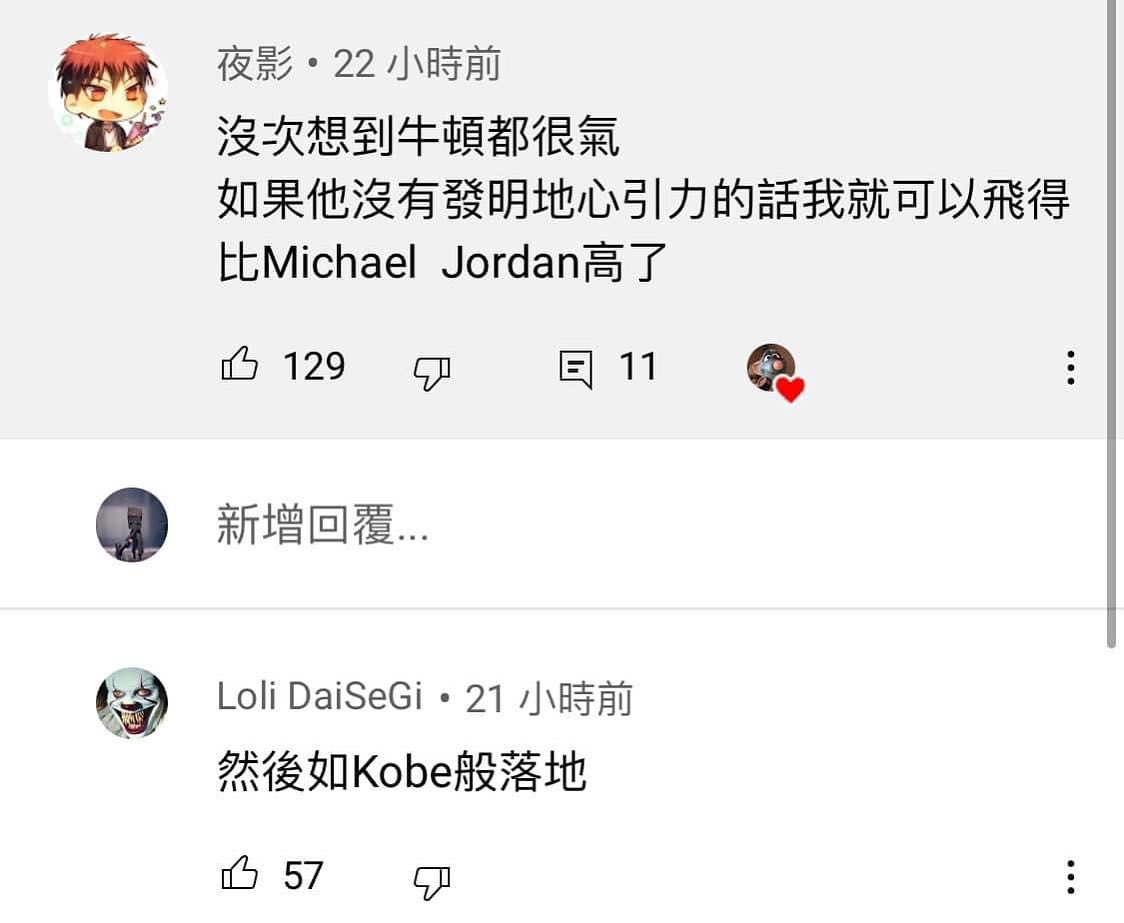 夜影 • 22 小時前
沒次想到牛頓都很氣
如果他沒有發明地心引力的話我就可以飛得
比Michael Jordan高了
129
11
新增回覆...
Loli DaiSeGi • 21 小時前
然後如Kobe般落地
57